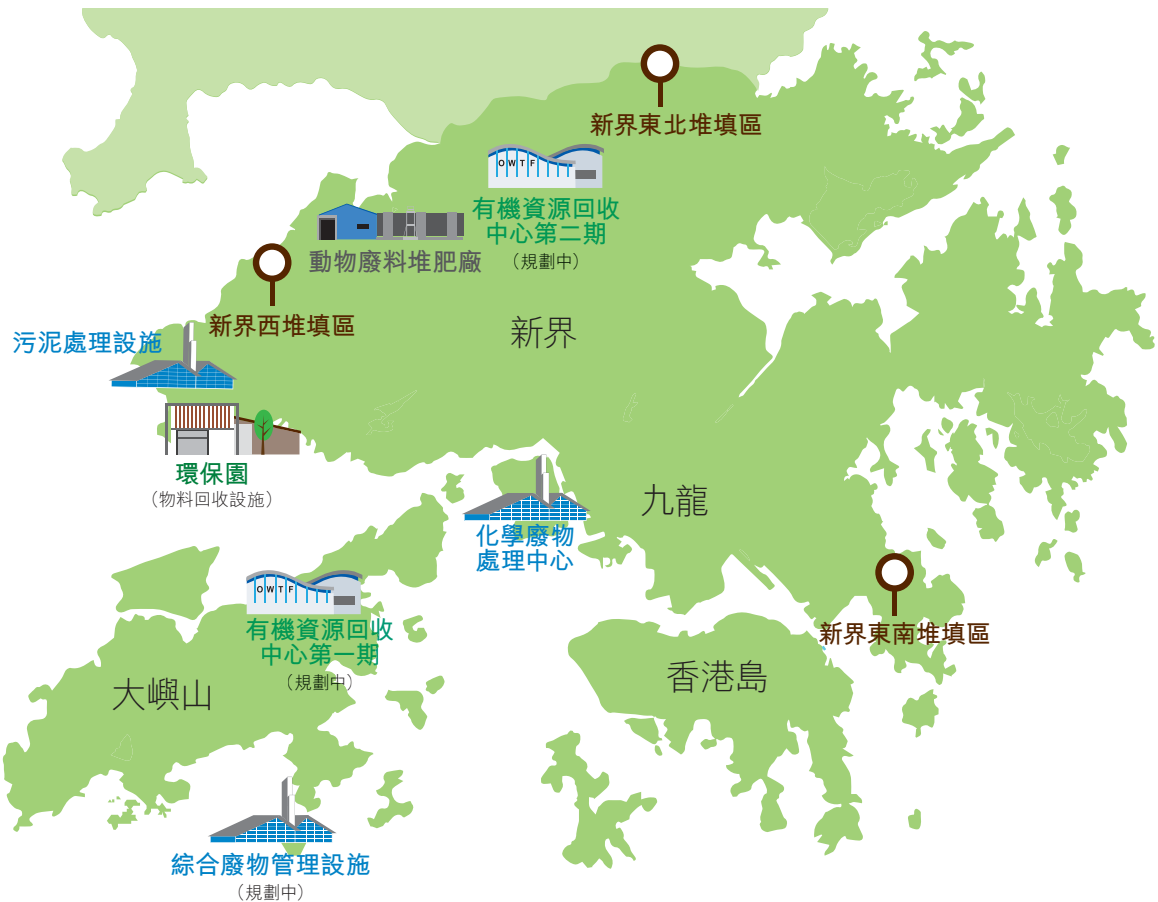 新界東北堆填區
OWTF
有機資源回收
中心第二期
（規劃中）
動物廢料堆肥廠
新界西堆填區
新界
污泥處理設施
環保園
（物料回收設施）
九龍
化學廢物
處理中心
OWTF
有機資源回收
中心第一期
（規劃中）
新界東南堆填區
香港島
大嶼山
綜合廢物管理設施
（規劃中）